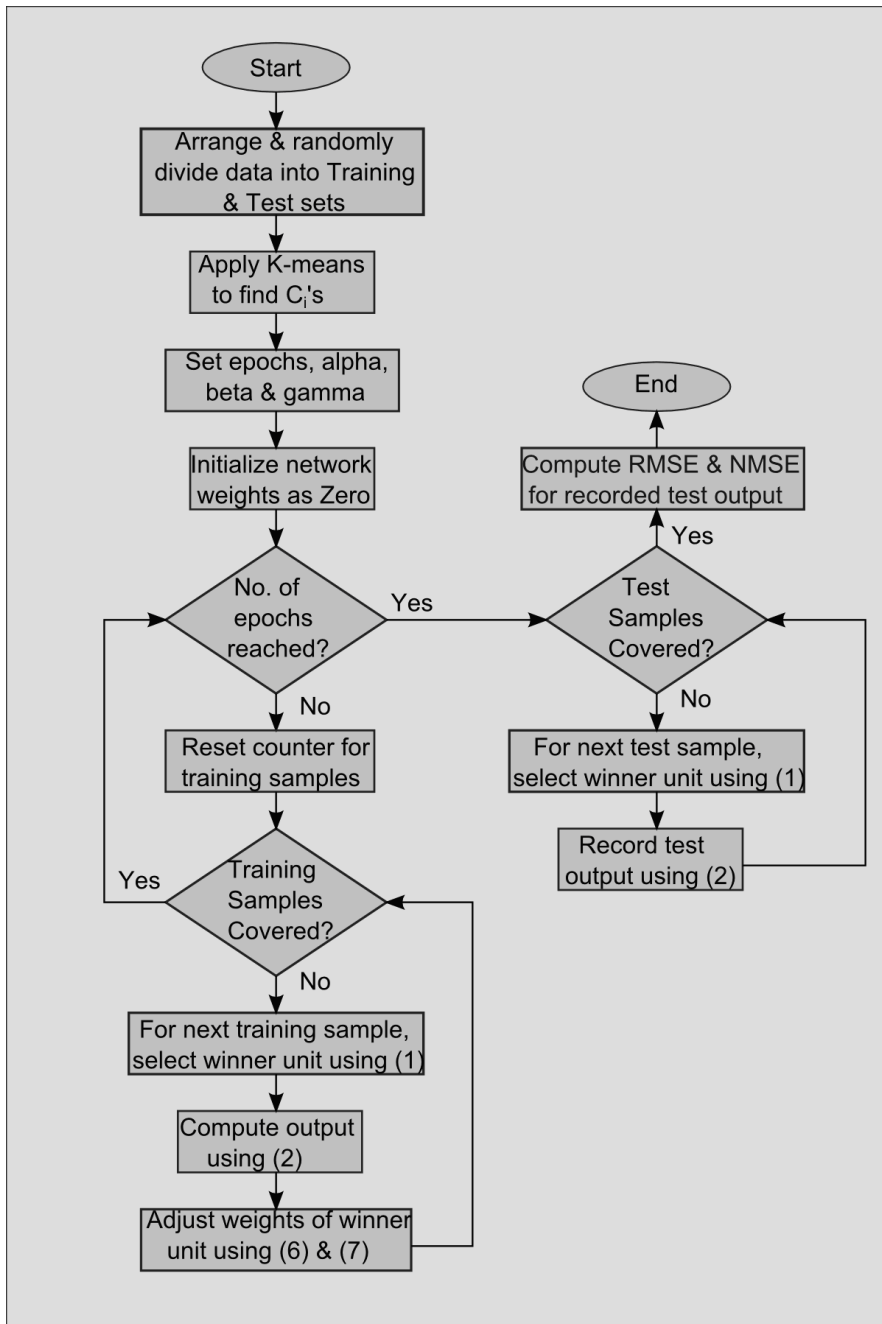 Start
Arrange & randomly
divide data into Training
& Test sets
Apply K-means
to find Ci's
Set epochs, alpha,
beta & gamma
Initialize network
weights as Zero
No. of
epochs
reached?
Yes
No
Reset counter for
training samples
Training
Samples
Covered?
Yes
No
For next training sample,
select winner unit using (1)
Compute output
using (2)
Adjust weights of winner
unit using (6) & (7)
End
Compute RMSE & NMSE
for recorded test output
Yes
Test
Samples
Covered?
No
For next test sample,
select winner unit using (1)
Record test
output using (2)